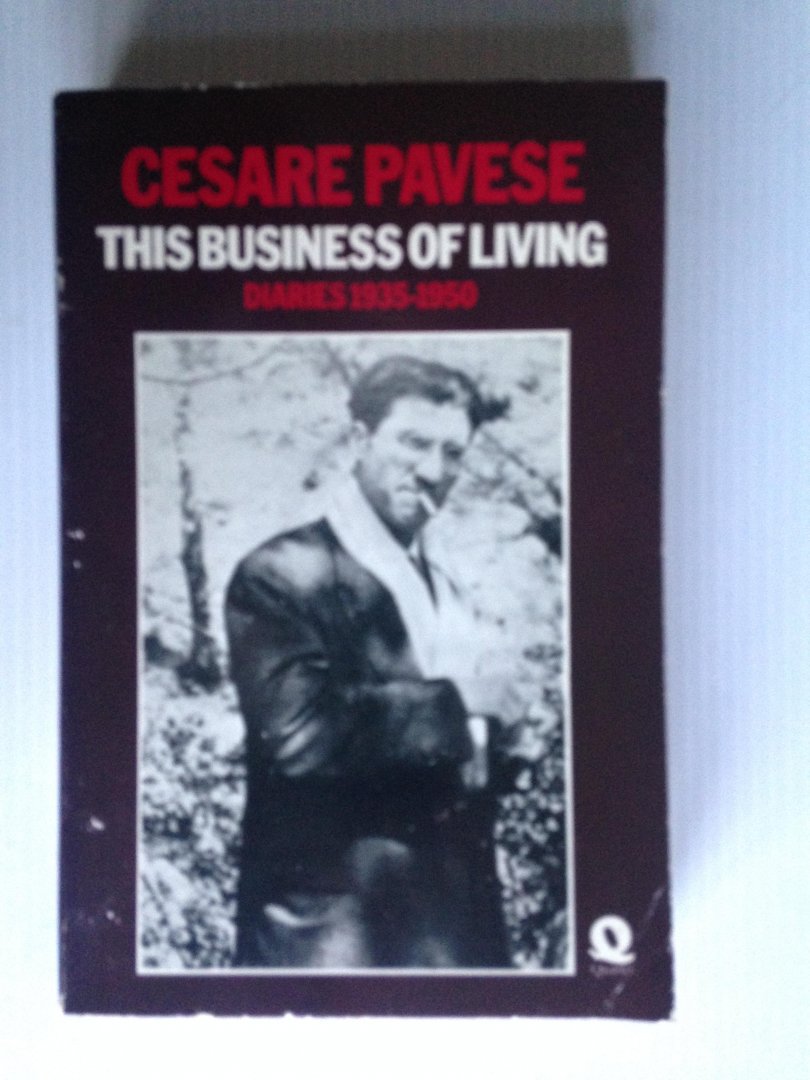 CESARE PAVESE
THIS BUSINESS OF LIVING
DIARIES 1935-1950